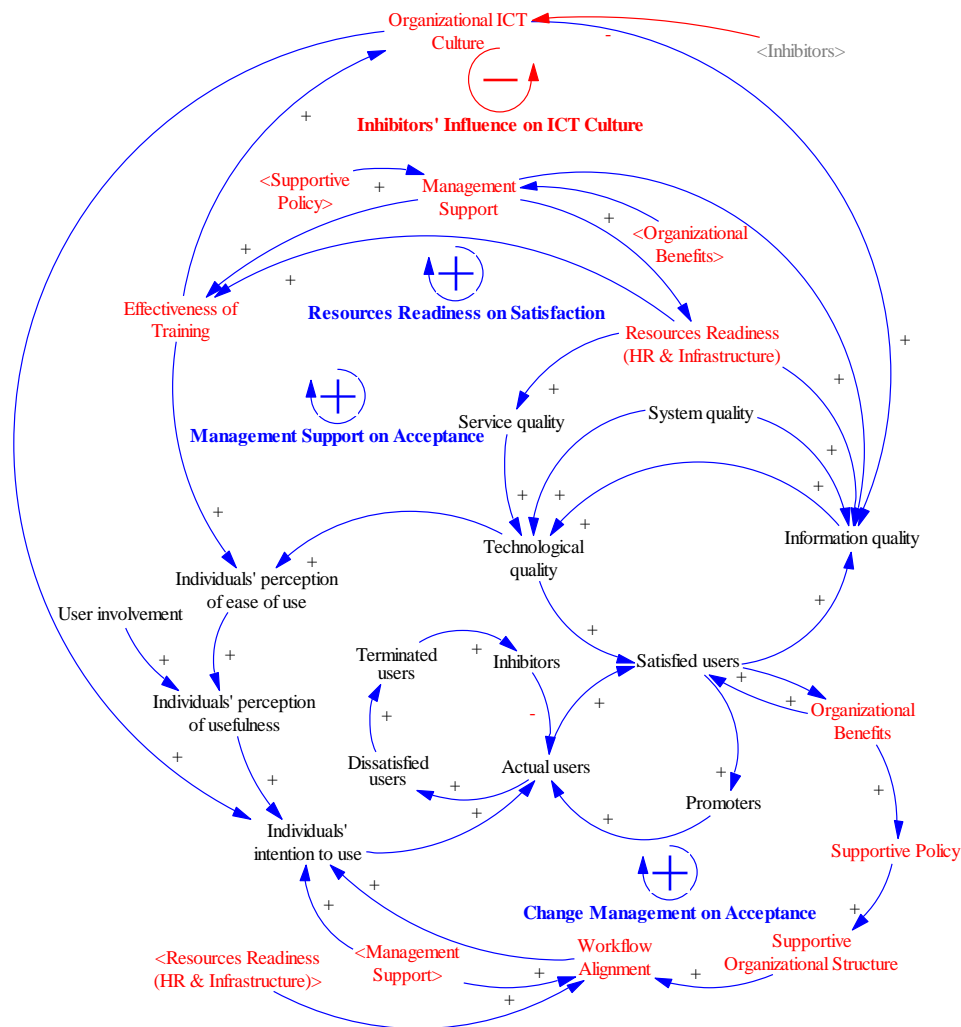 Organizational ICT
Culture
-
<Inhibitors>
Inhibitors' Influence on ICT Culture
+
<Supportive
Policy>
+
Management
Support
+
<Organizational
Benefits>
+
+
+
Effectiveness of
Training
Resources Readiness on Satisfaction
Resources Readiness
(HR & Infrastructure)
+
+
Management Support on Acceptance
Service quality
System quality
+
+
+
+
+
+
+
Technological
quality
Information quality
+
Individuals' perception
of ease of use
User involvement
+
+
+
+
Terminated
users
+
Inhibitors
Satisfied users
+
+
Individuals' perception
of usefulness
+
-
Organizational
Benefits
+
Dissatisfied
users
Actual users
+
+
+
Promoters
+
+
+
+
Individuals'
intention to use
Supportive Policy
+
Change Management on Acceptance
+
+
<Resources Readiness
(HR & Infrastructure)>
<Management
Support>
+
+
Workflow
Alignment
+
Supportive
Organizational Structure